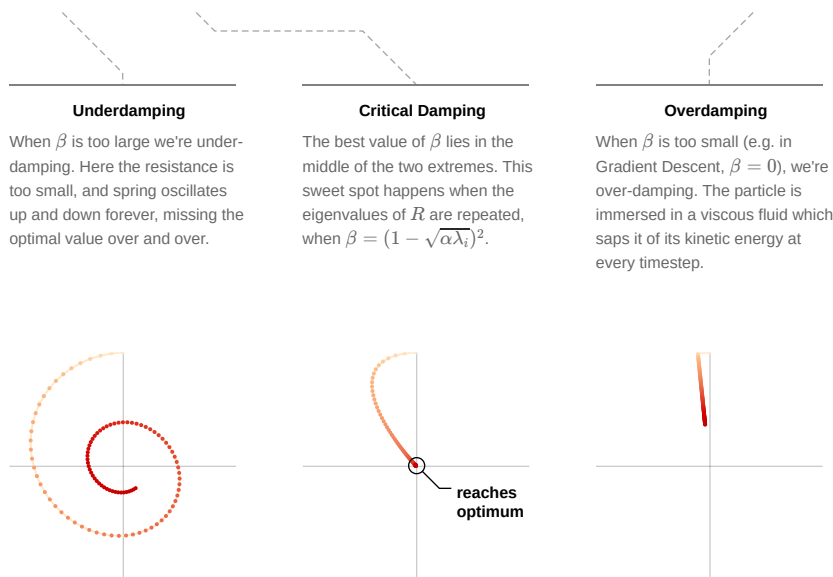 Underdamping
When β is too large we're under-
damping. Here the resistance is
too small, and spring oscillates
up and down forever, missing the
optimal value over and over.
Critical Damping
The best value of β lies in the
middle of the two extremes. This
sweet spot happens when the
eigenvalues of R are repeated,
when β = (1 − √αλᵢ)².
Overdamping
When β is too small (e.g. in
Gradient Descent, β = 0), we're
over-damping. The particle is
immersed in a viscous fluid which
saps it of its kinetic energy at
every timestep.
reaches
optimum